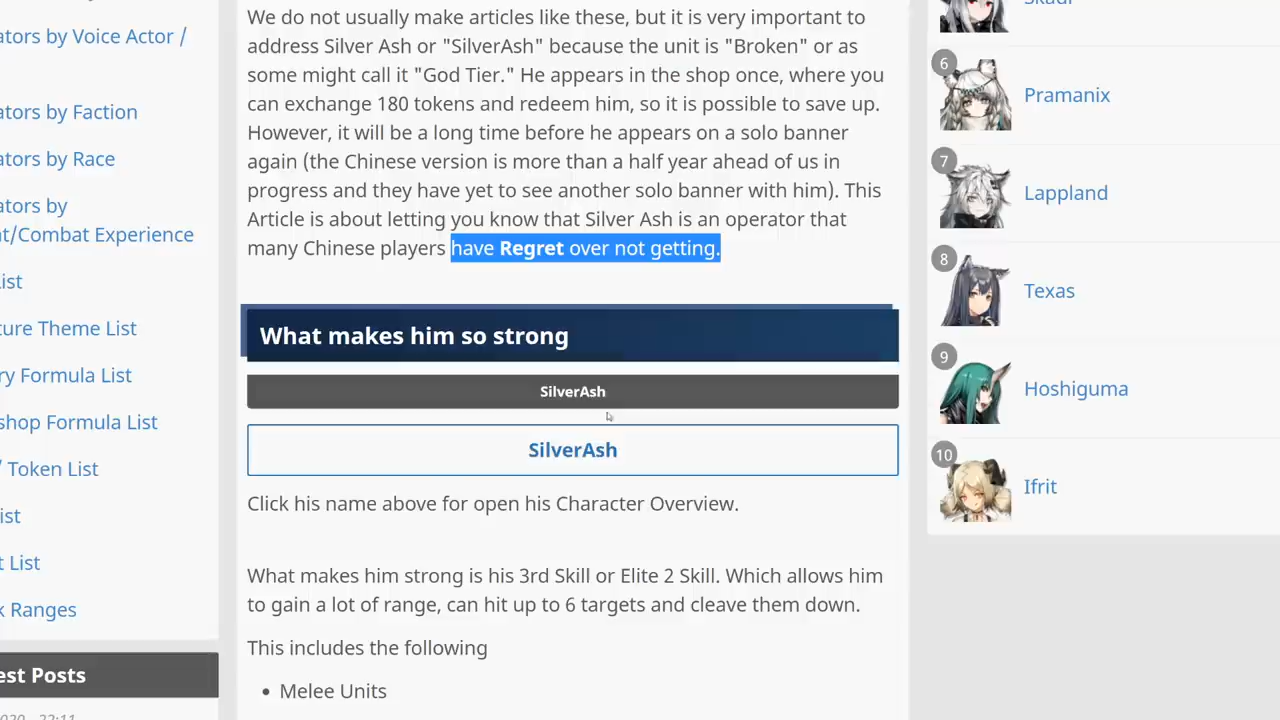 ators by Voice Actor /
ators by Faction
ators by Race
ators by
nt/Combat Experience
List
ture Theme List
ry Formula List
shop Formula List
/ Token List
ist
t List
k Ranges
est Posts
2020 - 22:11
We do not usually make articles like these, but it is very important to
address Silver Ash or "SilverAsh" because the unit is "Broken" or as
some might call it "God Tier." He appears in the shop once, where you
can exchange 180 tokens and redeem him, so it is possible to save up.
However, it will be a long time before he appears on a solo banner
again (the Chinese version is more than a half year ahead of us in
progress and they have yet to see another solo banner with him). This
Article is about letting you know that Silver Ash is an operator that
many Chinese players have Regret over not getting.
What makes him so strong
SilverAsh
SilverAsh
Click his name above for open his Character Overview.
What makes him strong is his 3rd Skill or Elite 2 Skill. Which allows him
to gain a lot of range, can hit up to 6 targets and cleave them down.
This includes the following
• Melee Units
Skadi
6
Pramanix
7
Lappland
8
Texas
9
Hoshiguma
10
Ifrit